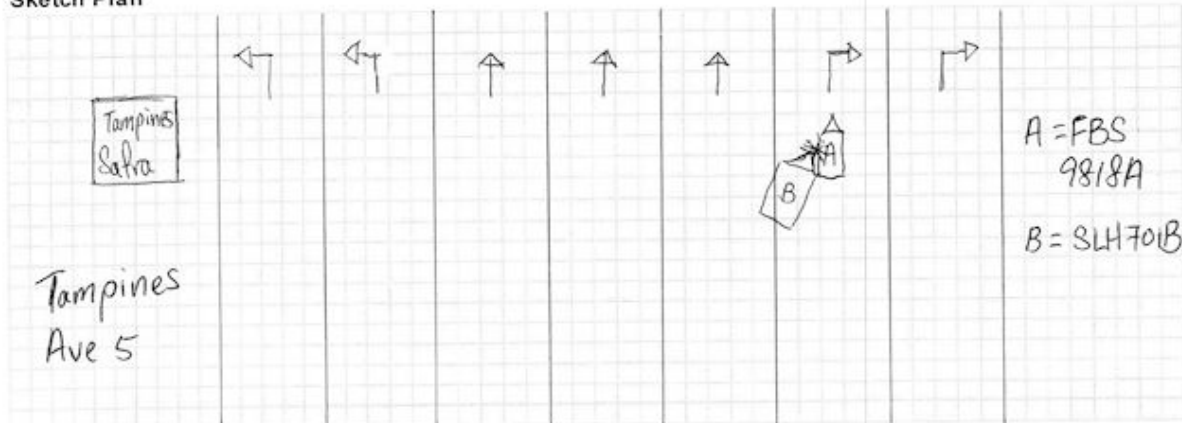 Sketch Plan
Tampines
Safra
A
B
A = FBS
9818A
B = SLH701B
Tampines
Ave 5